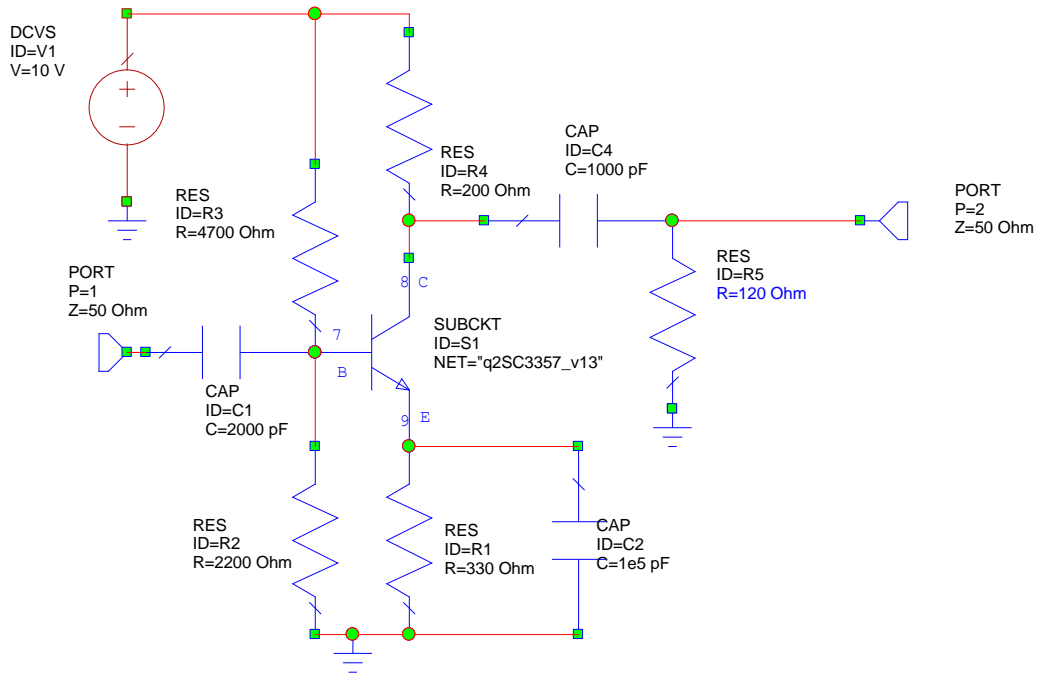 DCVS
ID=V1
V=10 V
+
−
RES
ID=R4
R=200 Ohm
CAP
ID=C4
C=1000 pF
RES
ID=R3
R=4700 Ohm
PORT
P=2
Z=50 Ohm
RES
ID=R5
R=120 Ohm
PORT
P=1
Z=50 Ohm
8 C
7
B
SUBCKT
ID=S1
NET="q2SC3357_v13"
CAP
ID=C1
C=2000 pF
9 E
RES
ID=R2
R=2200 Ohm
RES
ID=R1
R=330 Ohm
CAP
ID=C2
C=1e5 pF